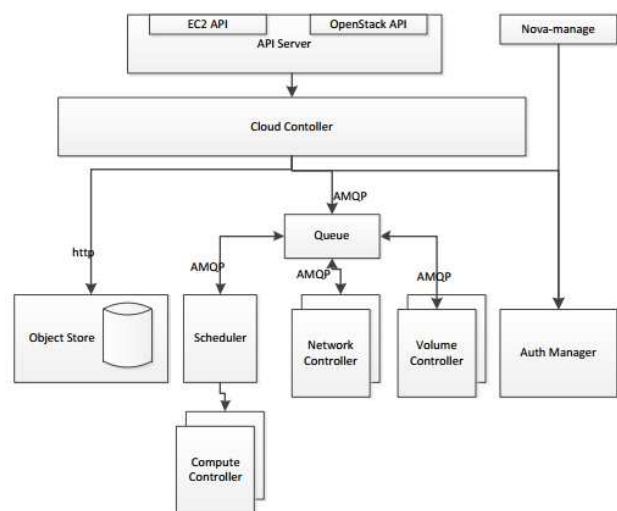 EC2 API
OpenStack API
Nova-manage
API Server
Cloud Contoller
AMQP
Queue
http
AMQP
AMQP
AMQP
Object Store
Scheduler
Network
Controller
Volume
Controller
Auth Manager
Compute
Controller